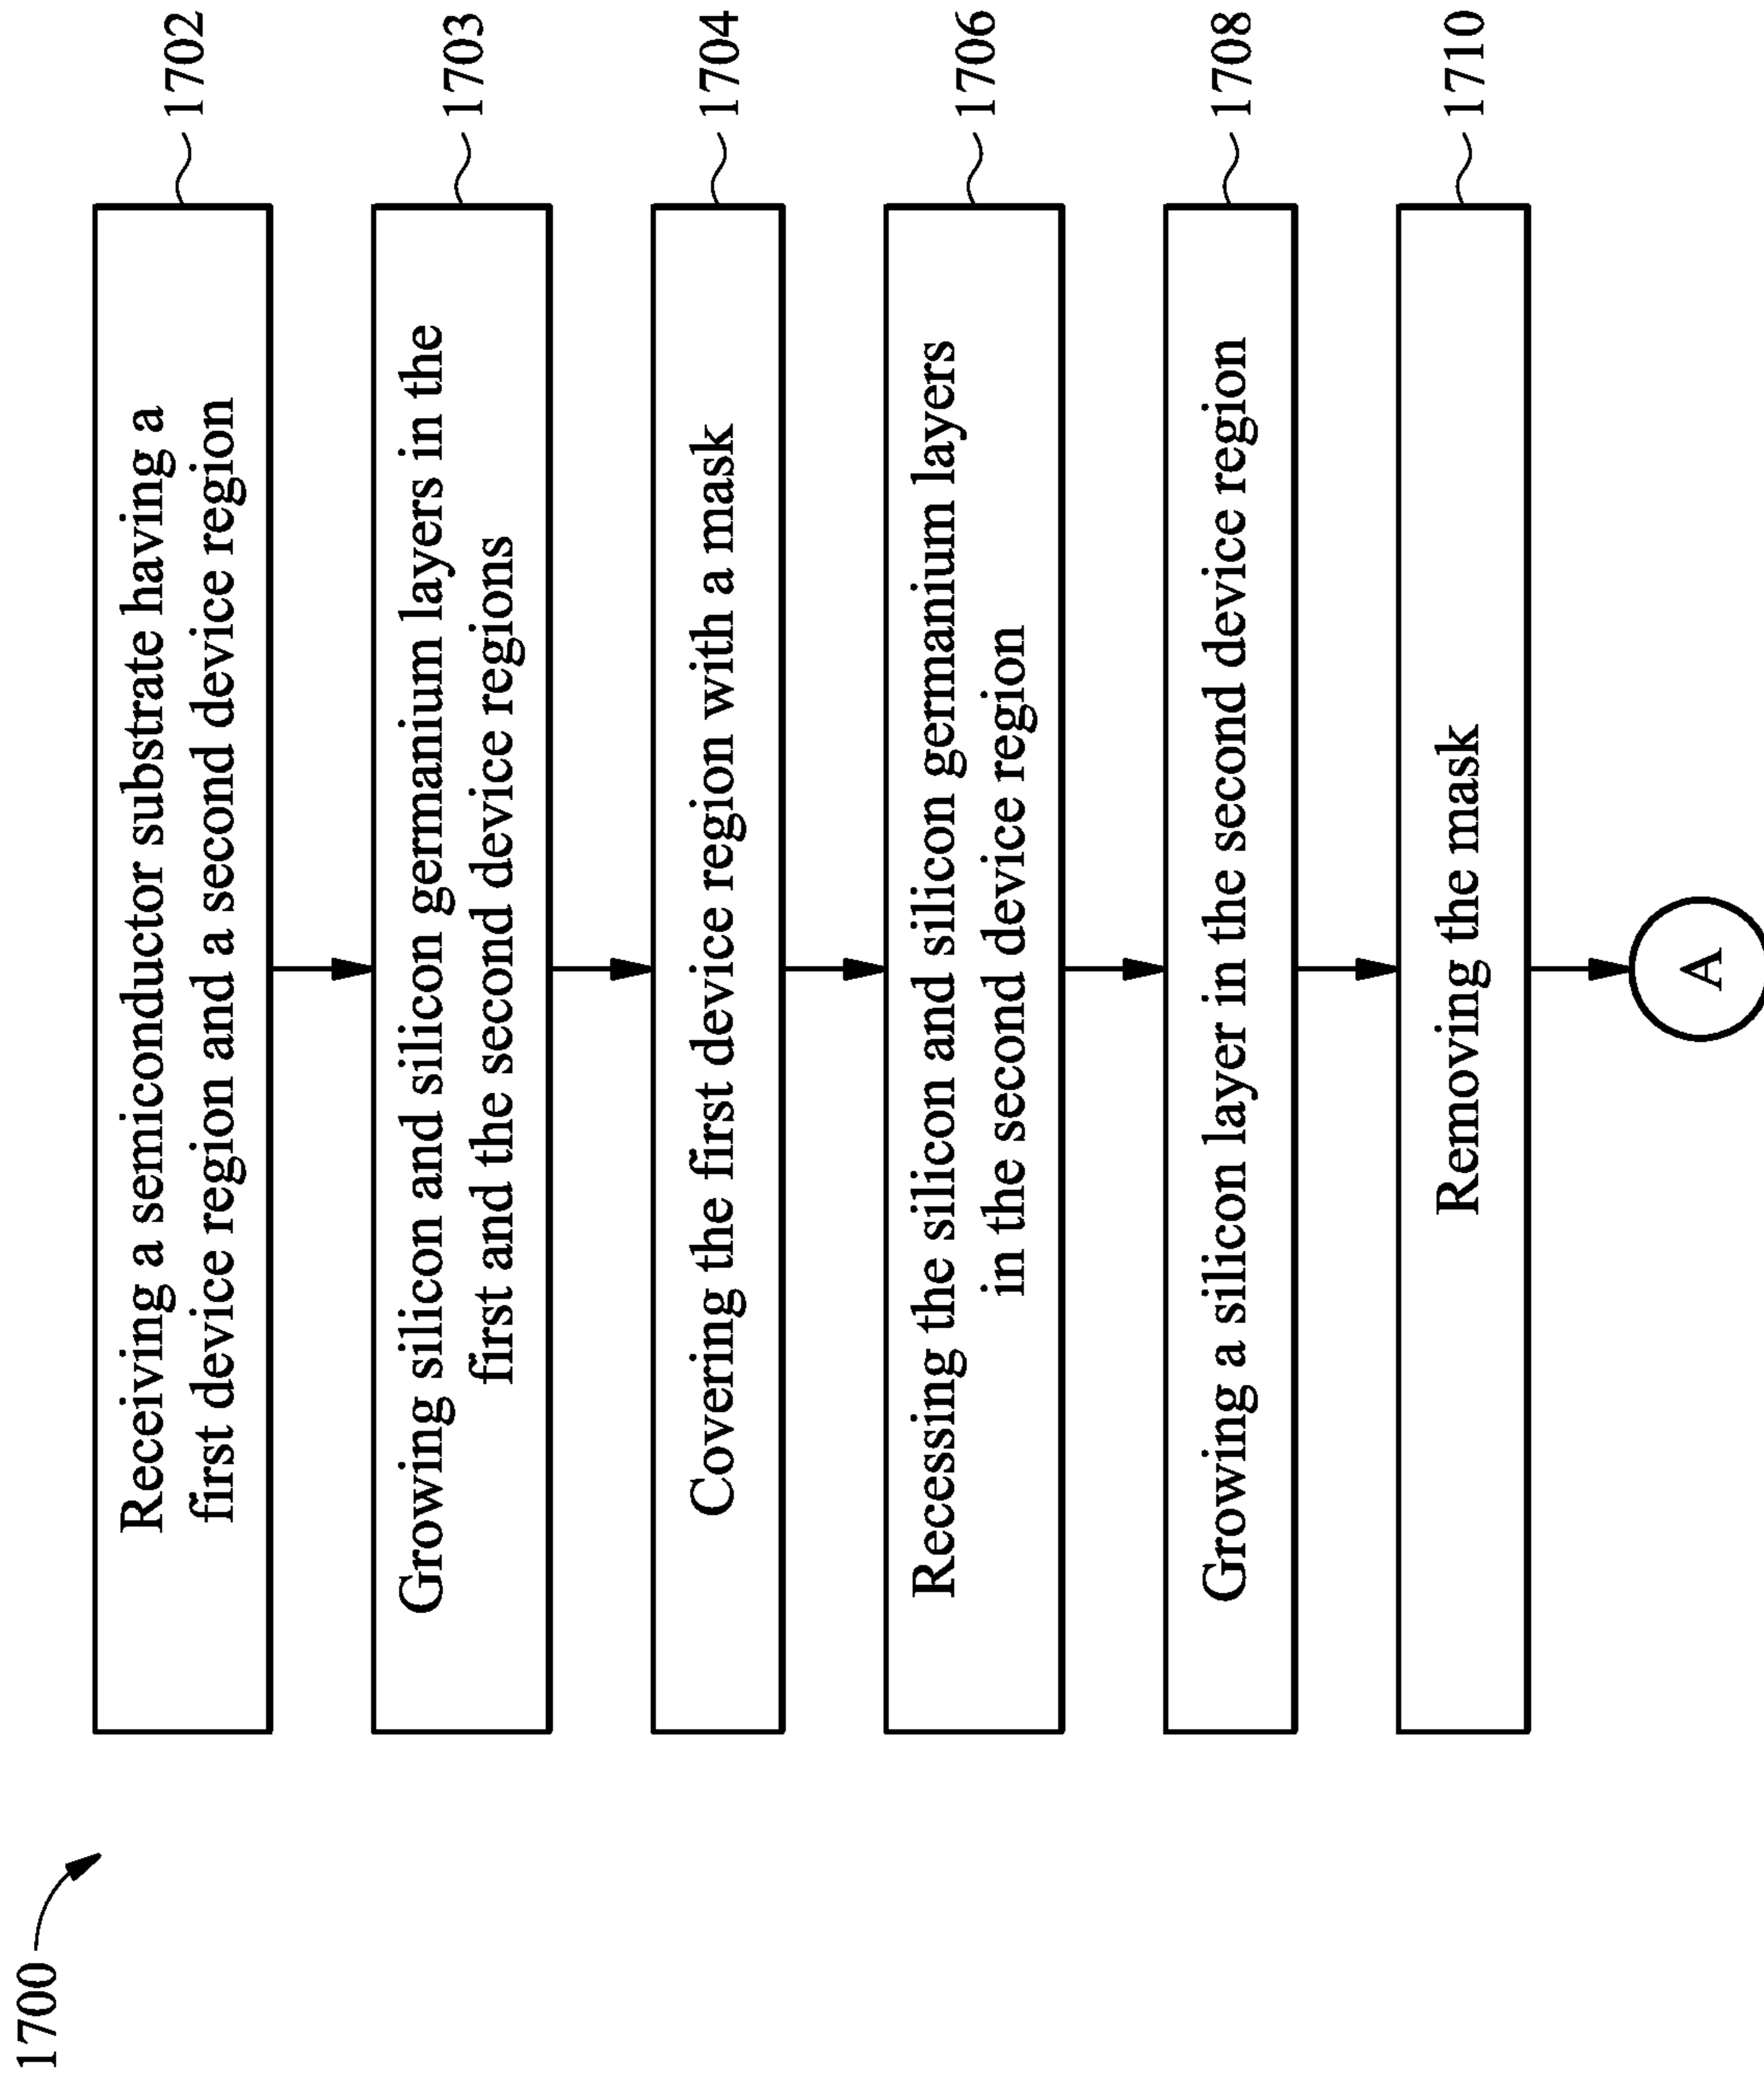 1700
Receiving a semiconductor substrate having a
first device region and a second device region
1702
Growing silicon and silicon germanium layers in the
first and the second device regions
1703
Covering the first device region with a mask
1704
Recessing the silicon and silicon germanium layers
in the second device region
1706
Growing a silicon layer in the second device region
1708
Removing the mask
1710
A